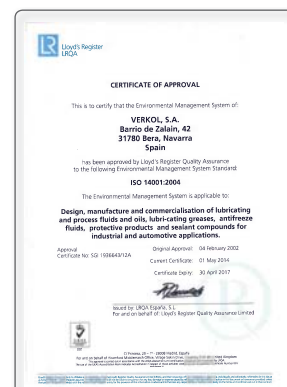 LR
Lloyd's Register
LRQA
CERTIFICATE OF APPROVAL
This is to certify that the Environmental Management System of:
VERKOL, S.A.
Barrio de Zalain, 42
31780 Bera, Navarra
Spain
has been approved by Lloyd's Register Quality Assurance
to the following Environmental Management System Standard:
ISO 14001:2004
The Environmental Management System is applicable to:
Design, manufacture and commercialisation of lubricating
and process fluids and oils, lubri-cating greases, antifreeze
fluids, protective products and sealant compounds for
industrial and automotive applications.
Approval
Certificate No: SGI 1936643/12A
Original Approval: 04 February 2002
Current Certificate: 01 May 2014
Certificate Expiry: 30 April 2017
Issued by: LRQA España, S.L.
For and on behalf of: Lloyd's Register Quality Assurance Limited